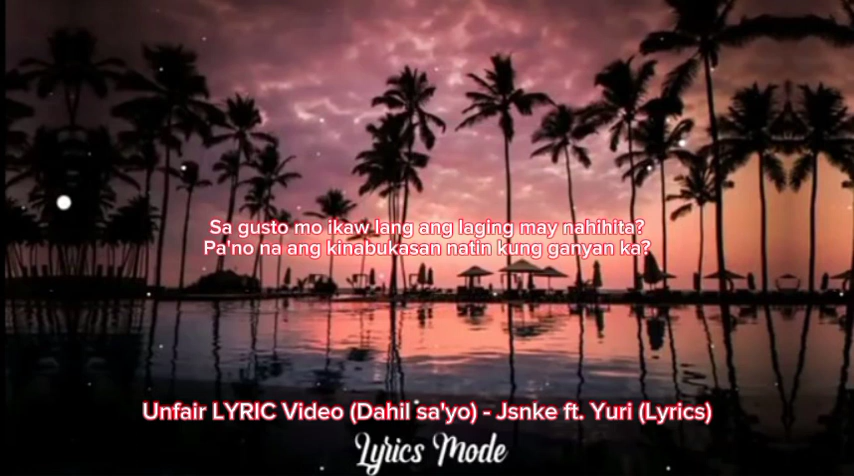 Sa gusto mo ikaw lang ang laging may nahihita?
Pa'no na ang kinabukasan natin kung ganyan ka?
Unfair LYRIC Video (Dahil sa'yo) - Jsnke ft. Yuri (Lyrics)
Lyrics Mode